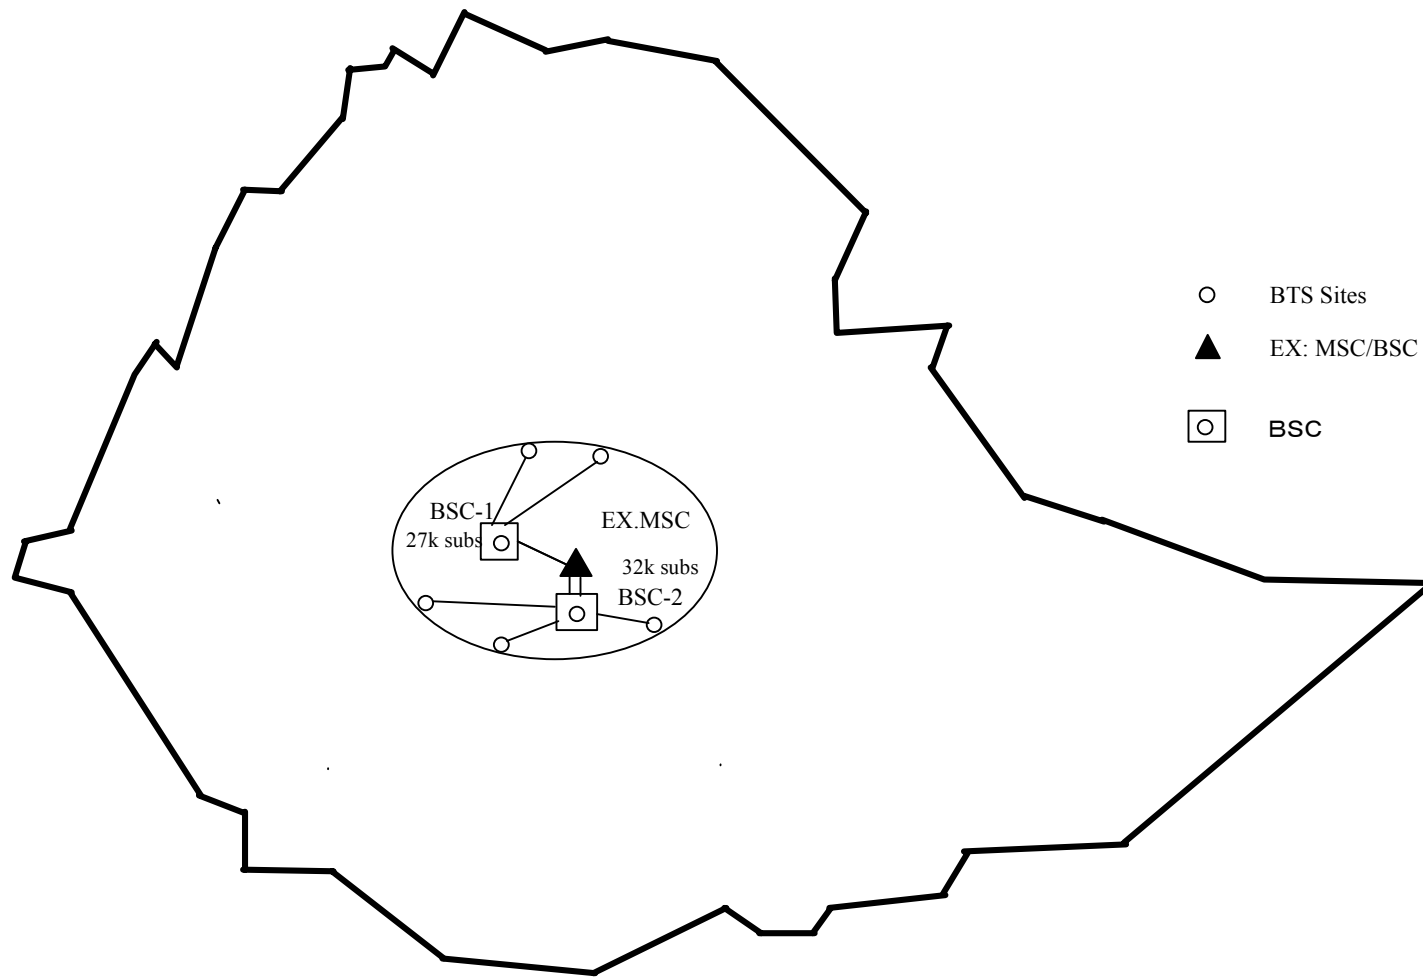 BTS Sites
EX: MSC/BSC
BSC
BSC-1
27k subs
EX.MSC
32k subs
BSC-2